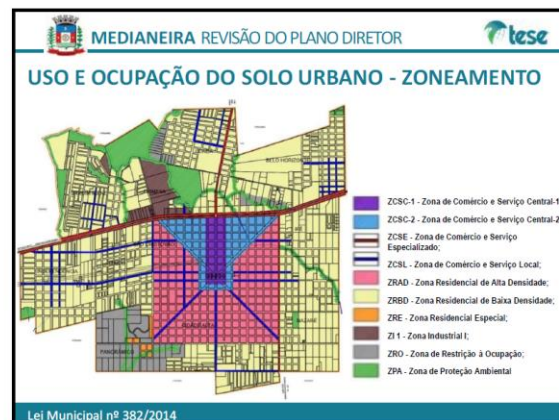 MEDIANEIRA REVISÃO DO PLANO DIRETOR
tese
USO E OCUPAÇÃO DO SOLO URBANO - ZONEAMENTO
BELO HORIZONTE
PANORÂMICO
ZCSC-1 - Zona de Comércio e Serviço Central-1
ZCSC-2 - Zona de Comércio e Serviço Central-2
ZCSE - Zona de Comércio e Serviço
Especializado;
ZCSL - Zona de Comércio e Serviço Local;
ZRAD - Zona Residencial de Alta Densidade;
ZRBD - Zona Residencial de Baixa Densidade;
ZRE - Zona Residencial Especial;
ZI 1 - Zona Industrial I;
ZRO - Zona de Restrição à Ocupação;
ZPA - Zona de Proteção Ambiental
Lei Municipal nº 382/2014